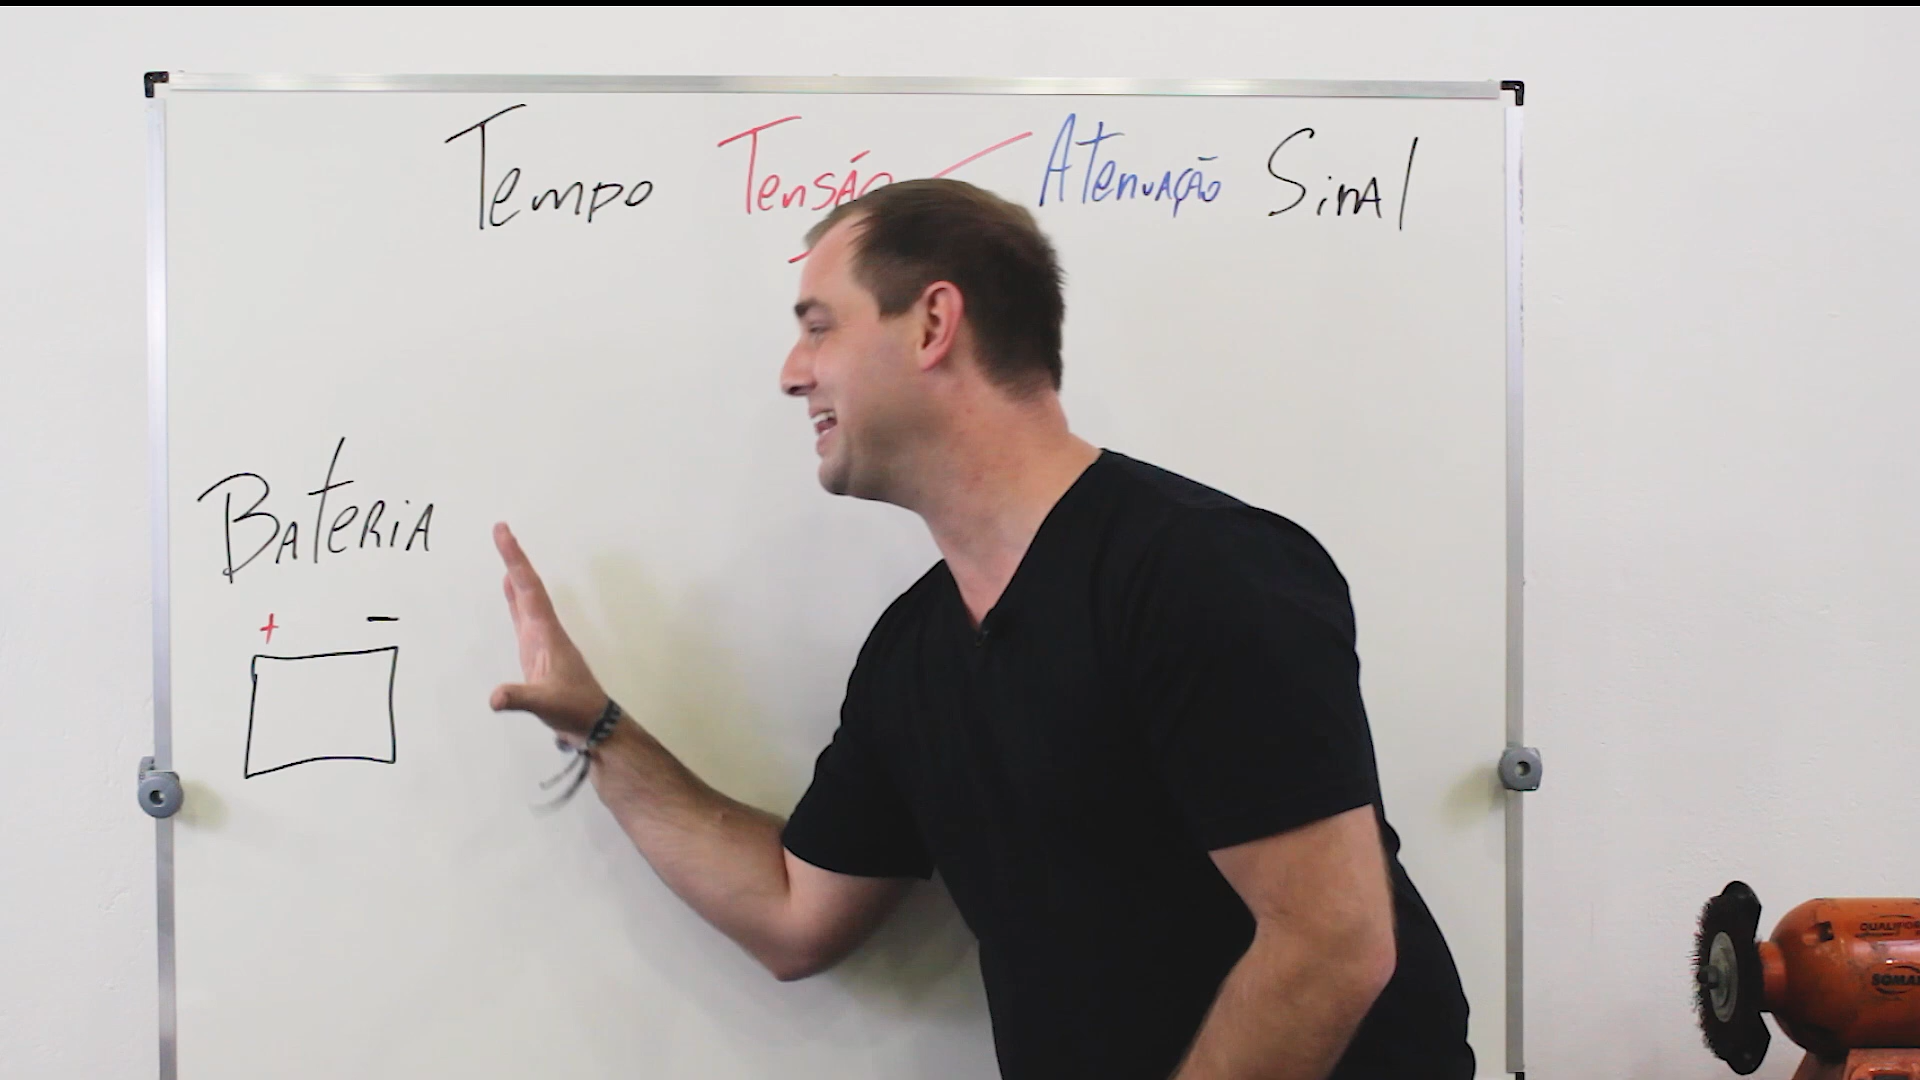 Tempo Tensão Atenuação Sinal
Bateria
+ -